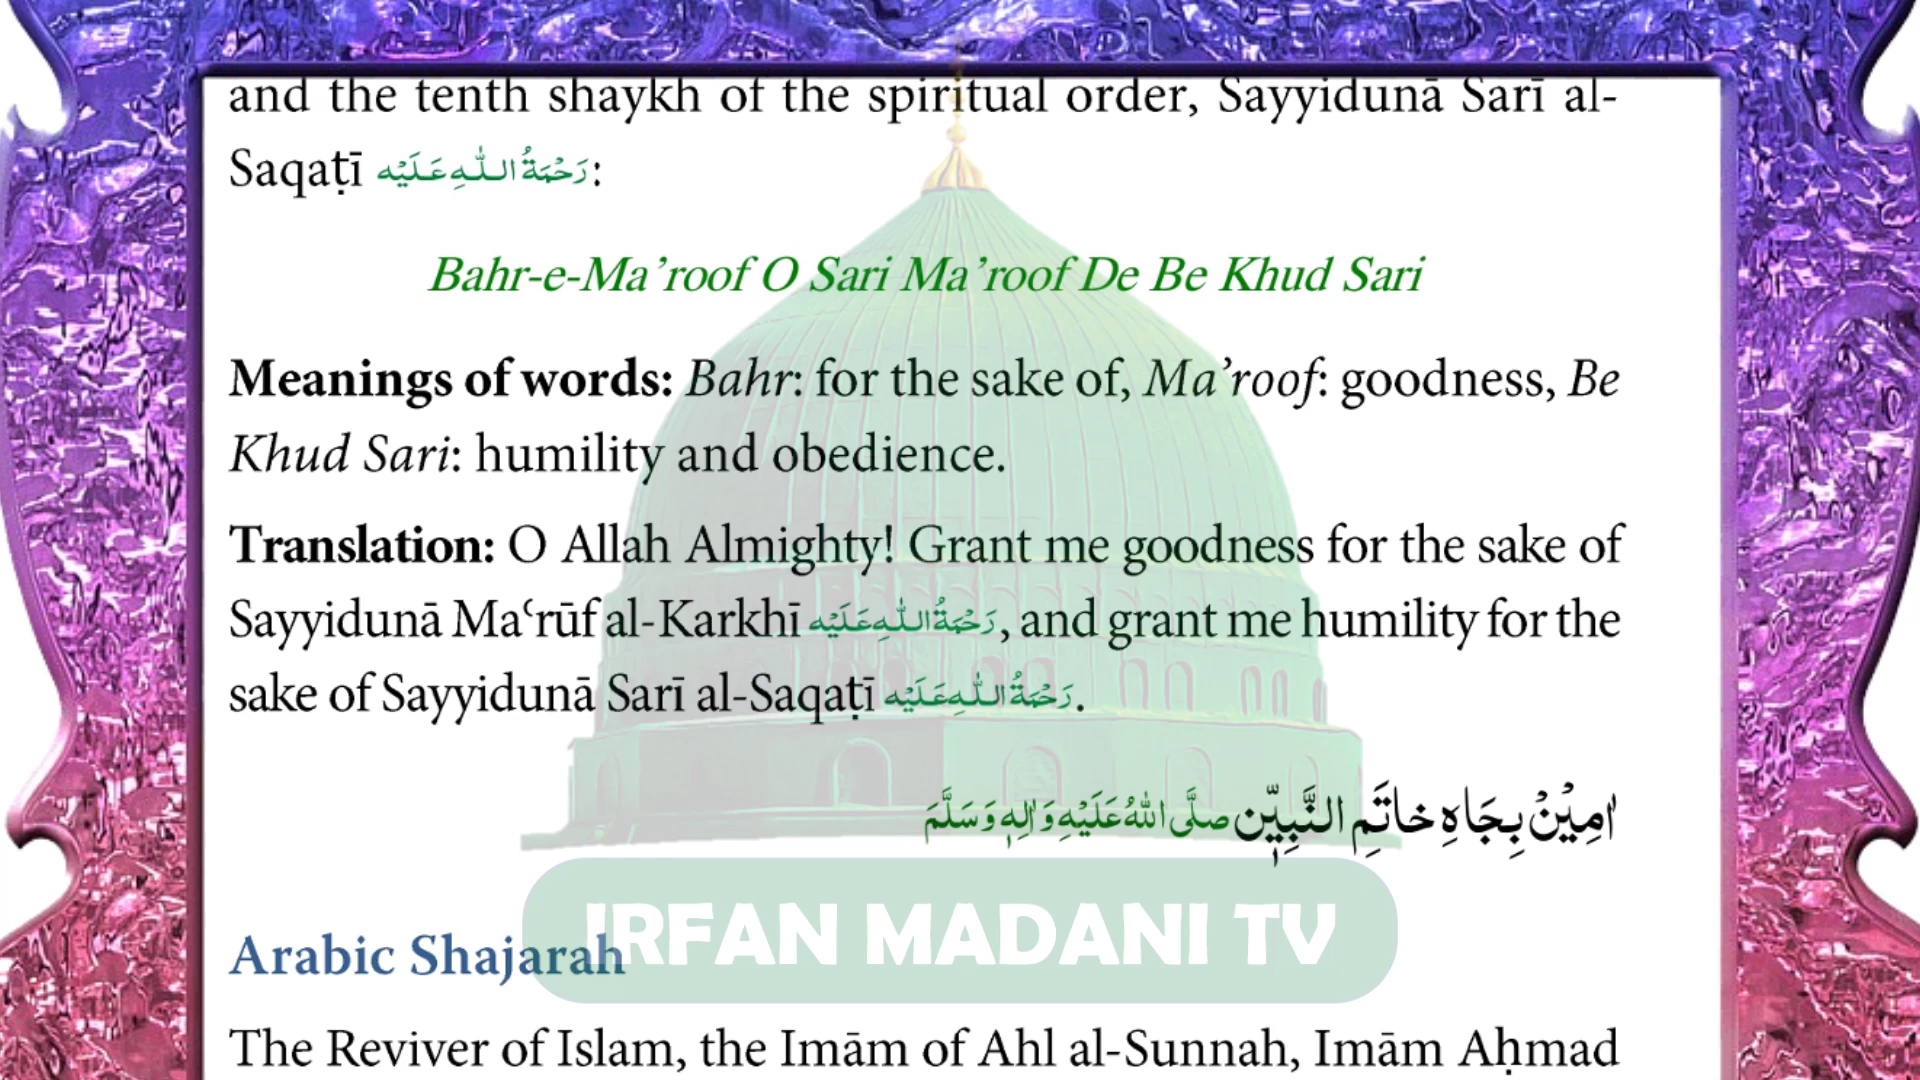 and the tenth shaykh of the spiritual order, Sayyidunā Sarī al-
Saqaṭī رَحْمَةُ اللّٰهِ عَلَيْه:
Bahr-e-Ma’roof O Sari Ma’roof De Be Khud Sari
Meanings of words: Bahr: for the sake of, Ma’roof: goodness, Be
Khud Sari: humility and obedience.
Translation: O Allah Almighty! Grant me goodness for the sake of
Sayyidunā Maʿrūf al-Karkhī رَحْمَةُ اللّٰهِ عَلَيْه, and grant me humility for the
sake of Sayyidunā Sarī al-Saqaṭī رَحْمَةُ اللّٰهِ عَلَيْه.
اٰمِيْنْ بِجَاهِ خاتَمِ النَّبِيّٖن صلَّى اللّٰهُ عَلَيْهِ وَاٰلِهٖ وَسَلَّمَ
IRFAN MADANI TV
Arabic Shajarah
The Reviver of Islam, the Imām of Ahl al-Sunnah, Imām Aḥmad